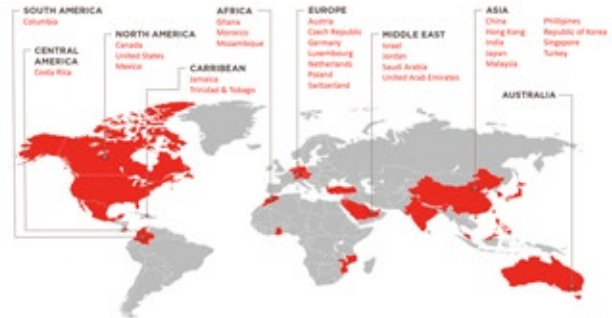 SOUTH AMERICA
Columbia
CENTRAL
AMERICA
Costa Rica
NORTH AMERICA
Canada
United States
Mexico
CARRIBEAN
Jamaica
Trinidad & Tobago
AFRICA
Ghana
Morocco
Mozambique
EUROPE
Austria
Czech Republic
Germany
Luxembourg
Netherlands
Poland
Switzerland
MIDDLE EAST
Israel
Jordan
Saudi Arabia
United Arab Emirates
ASIA
China
Hong Kong
India
Japan
Malaysia
Philippines
Republic of Korea
Singapore
Turkey
AUSTRALIA